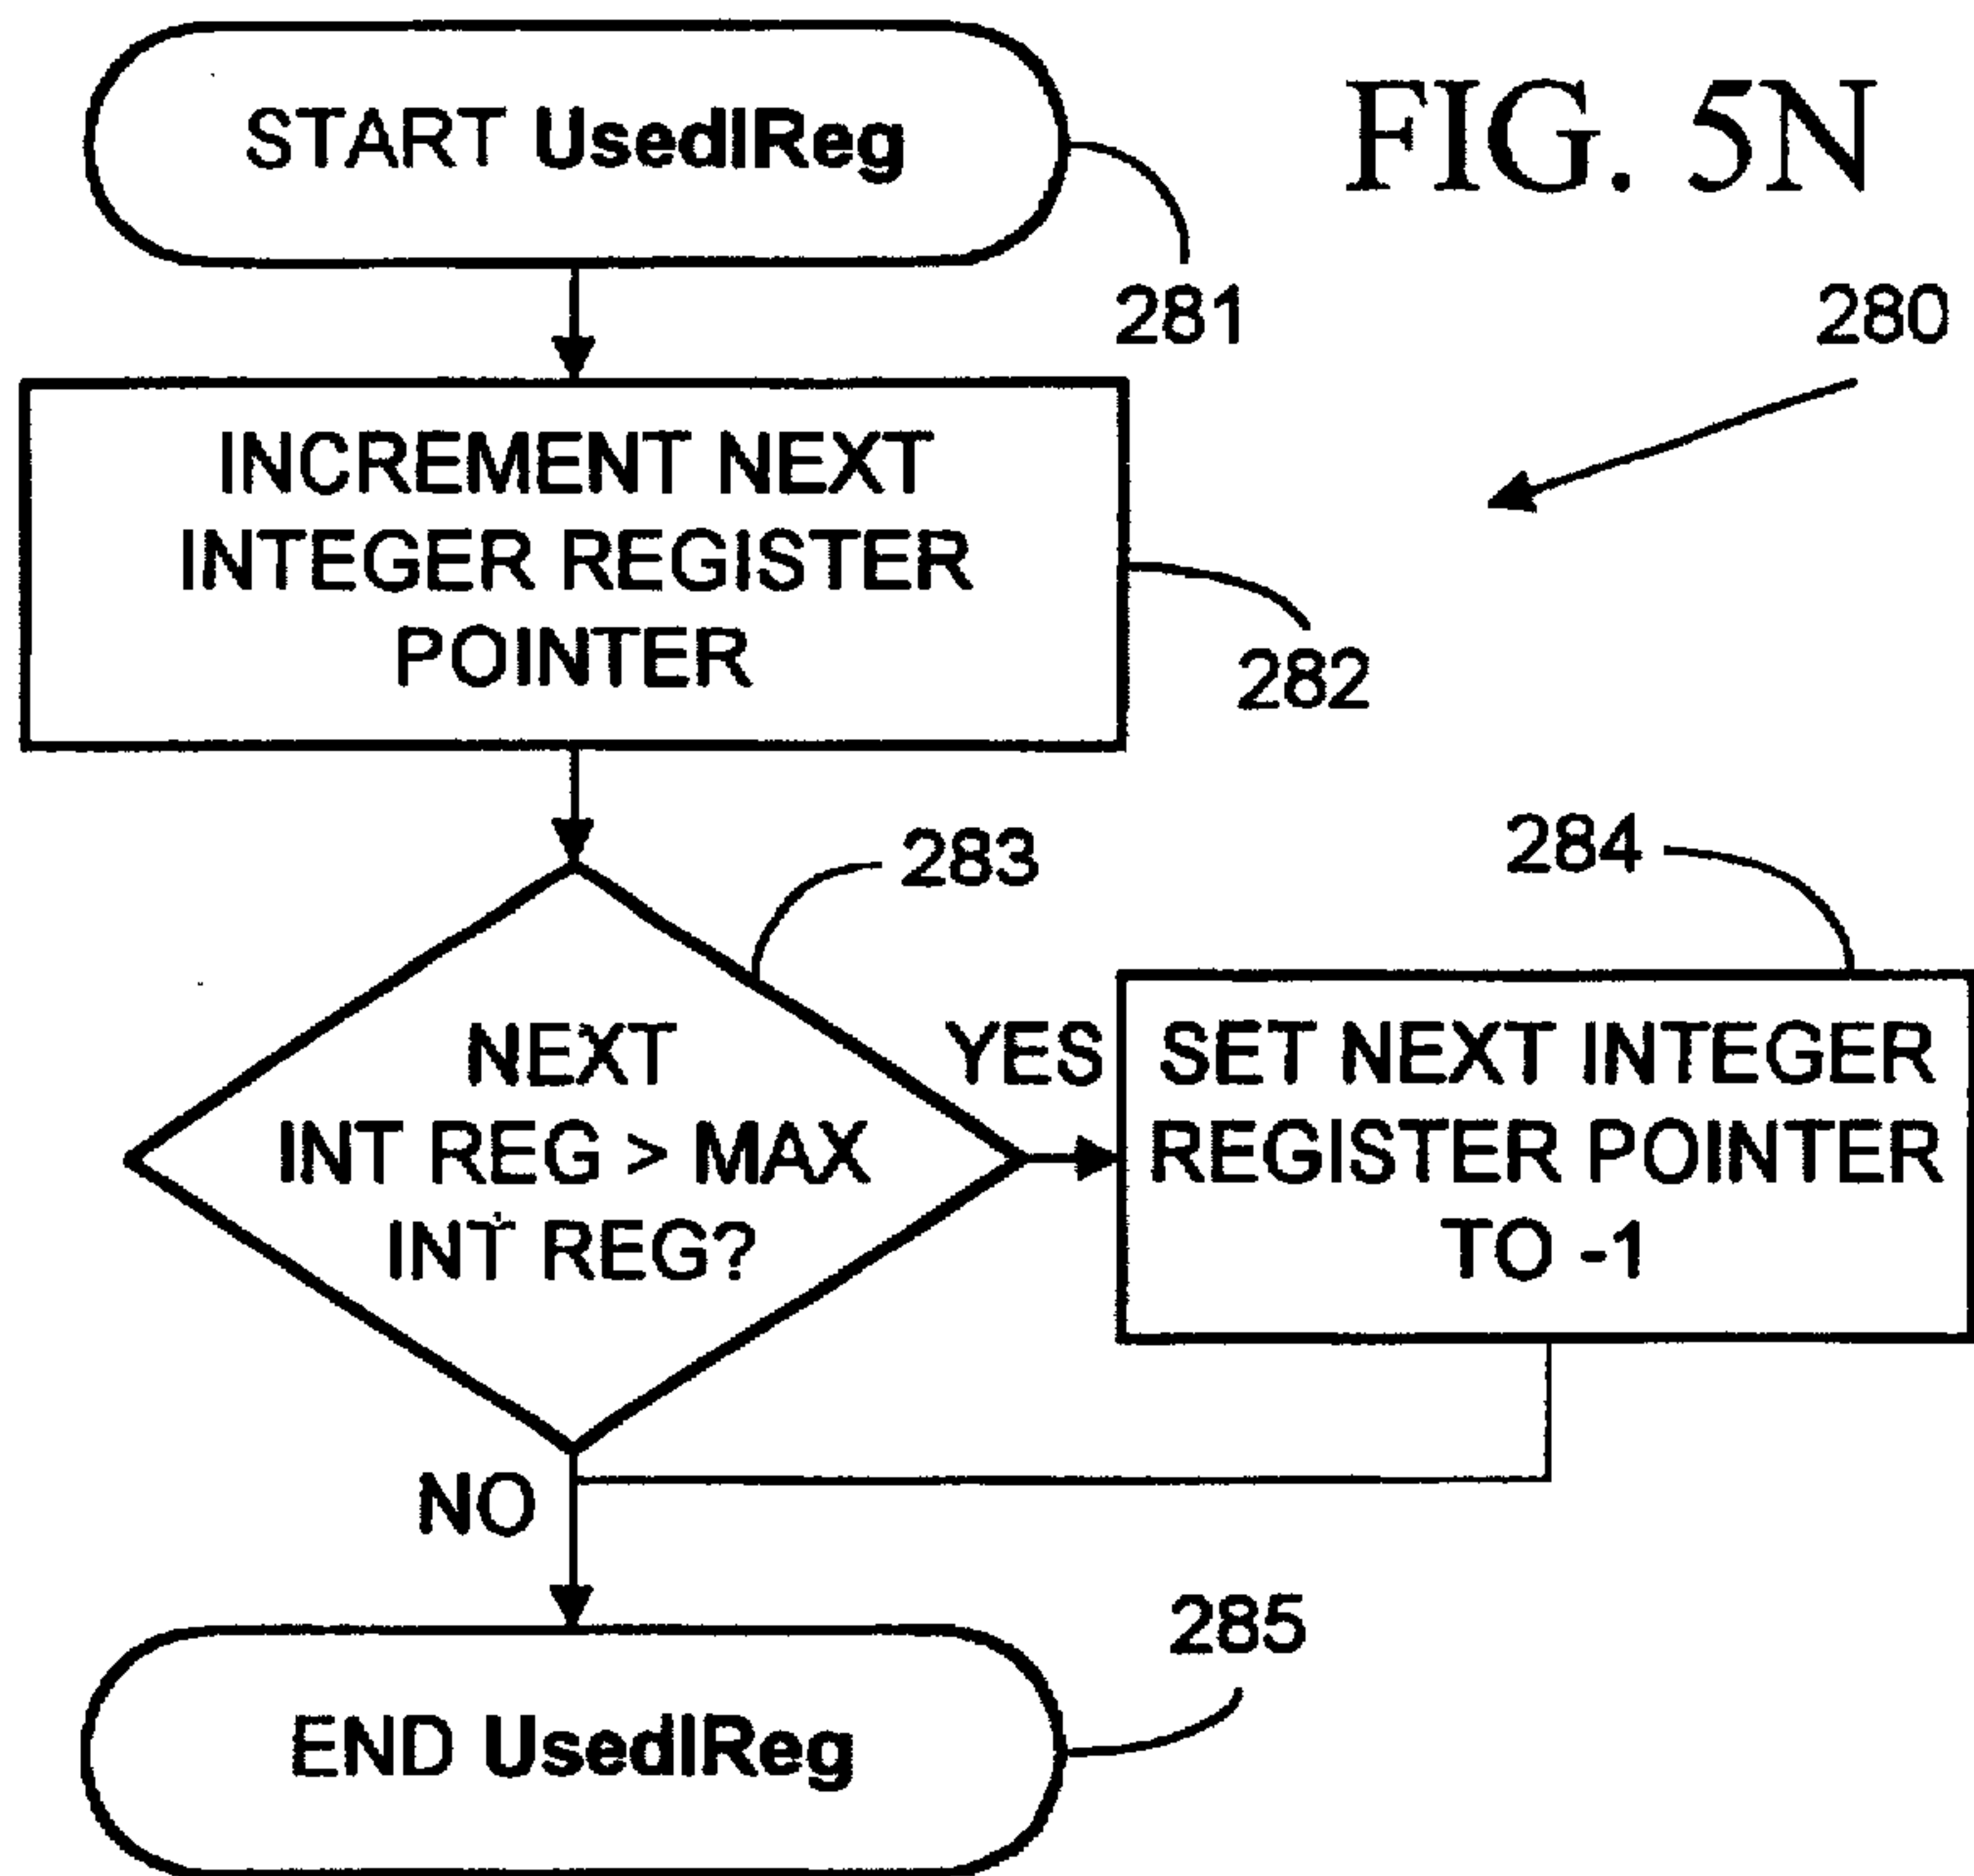 START UsedIReg
FIG. 5N
281
280
INCREMENT NEXT
INTEGER REGISTER
POINTER
282
283
284
NEXT
INT REG > MAX
INT REG?
YES
SET NEXT INTEGER
REGISTER POINTER
TO -1
NO
285
END UsedIReg